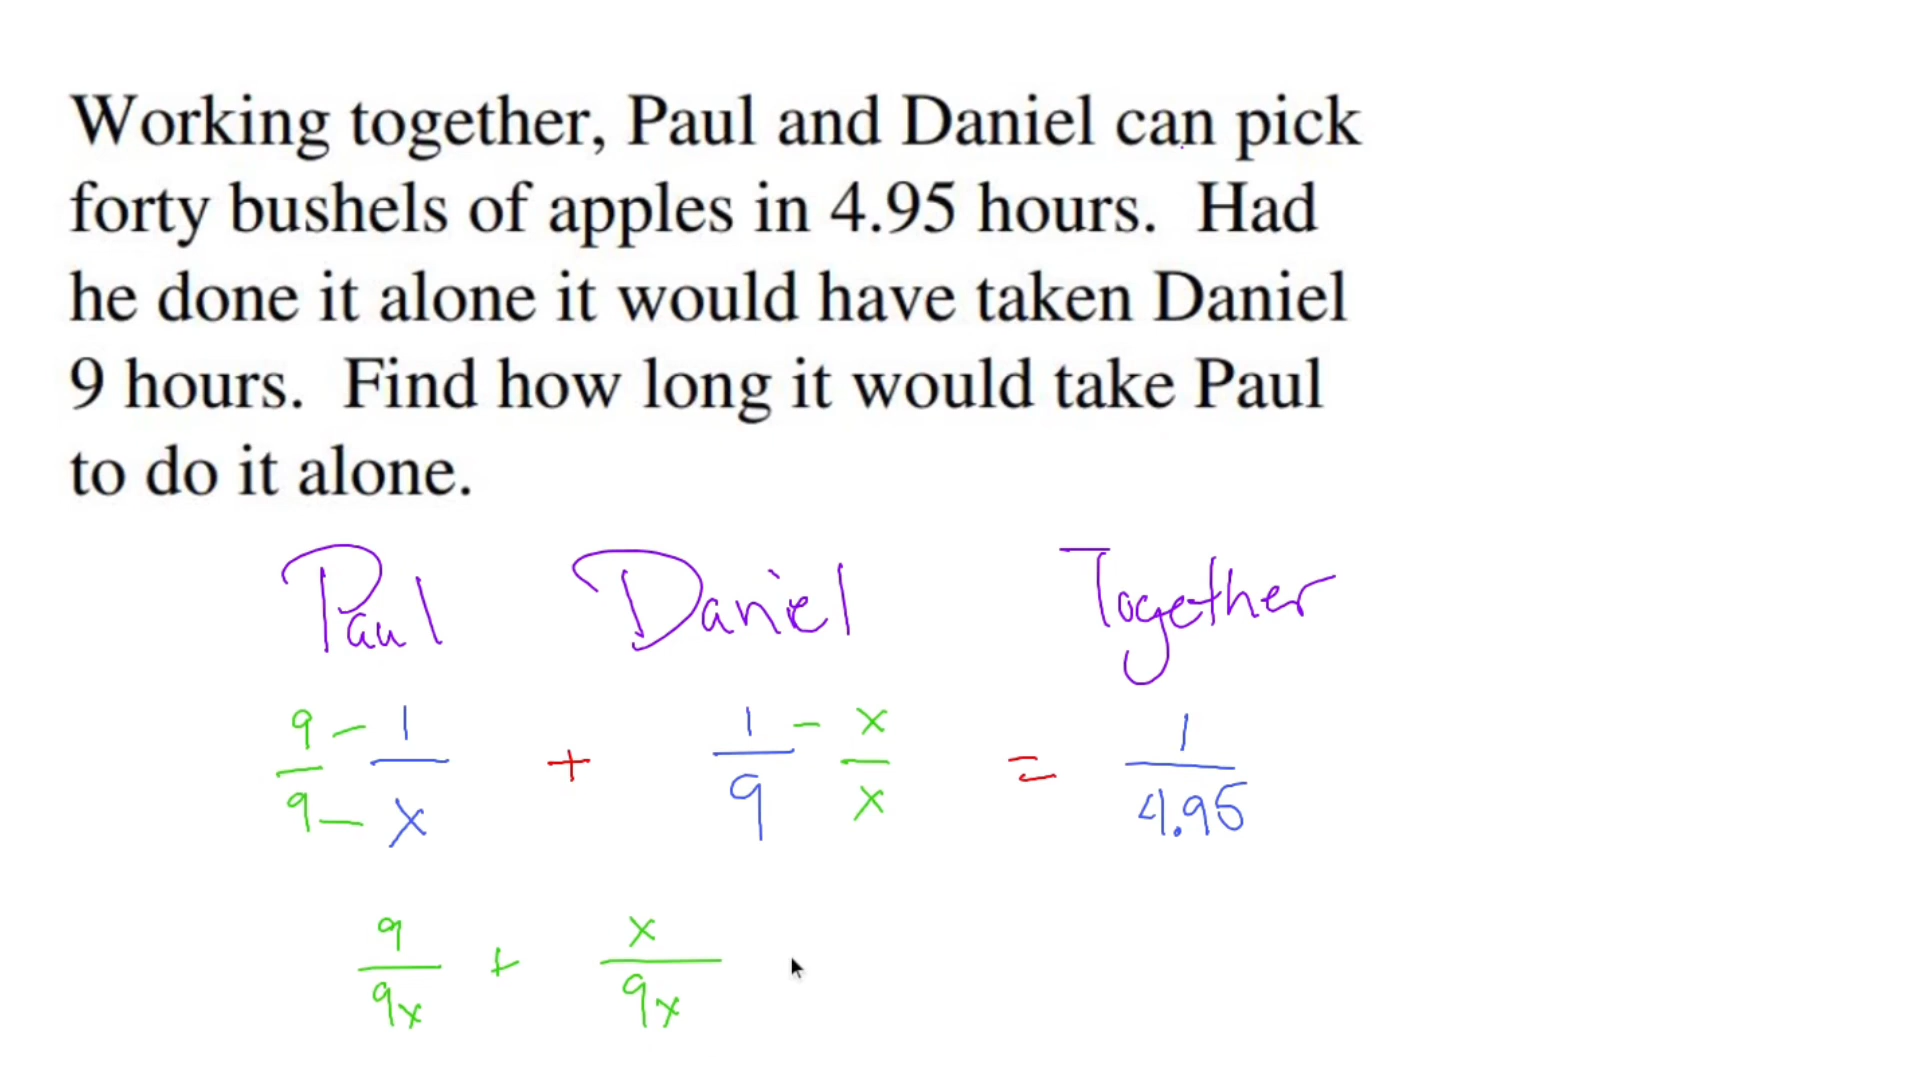 Working together, Paul and Daniel can pick
forty bushels of apples in 4.95 hours.  Had
he done it alone it would have taken Daniel
9 hours.  Find how long it would take Paul
to do it alone.
Paul Daniel Together
9/9 - 1/x + 1/9 - x/x = 1/4.95
9/9x + x/9x